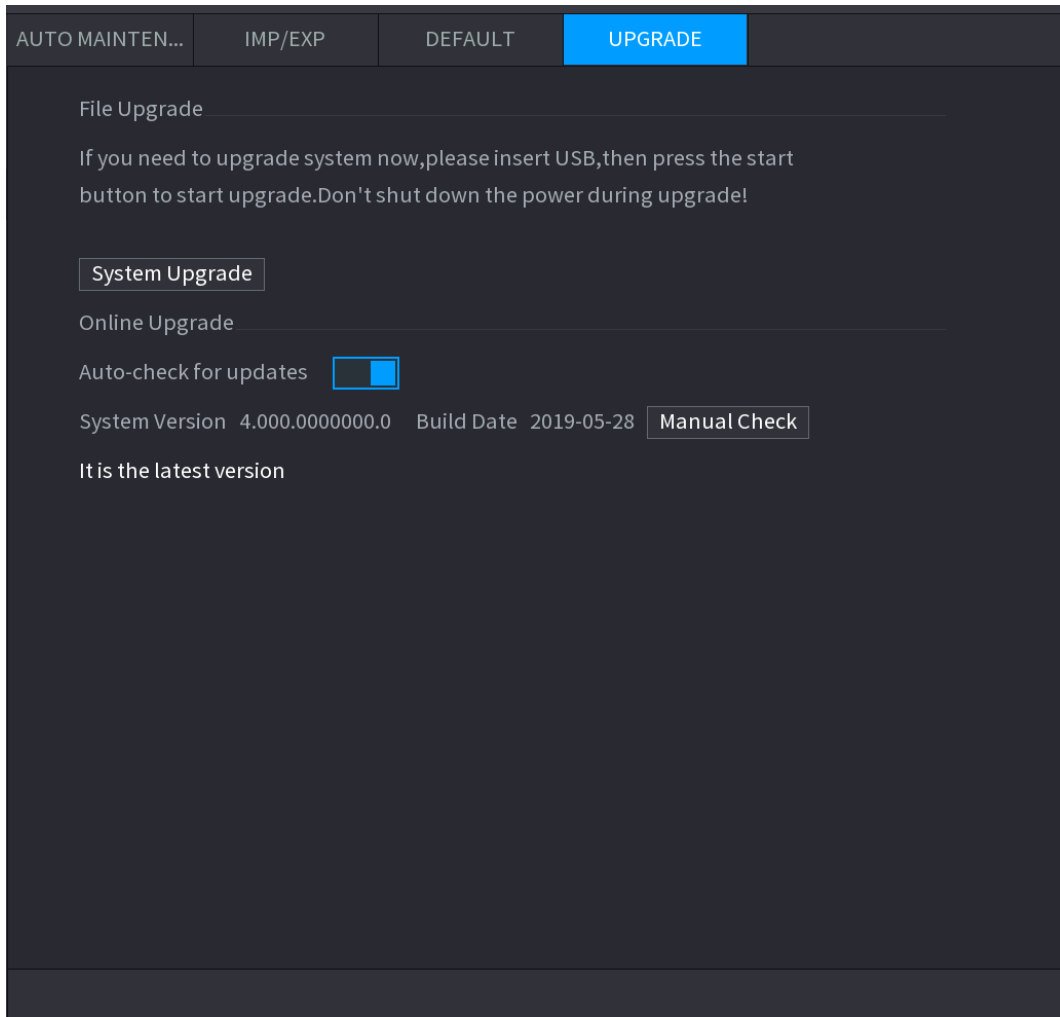 AUTO MAINTEN... IMP/EXP DEFAULT UPGRADE
File Upgrade
If you need to upgrade system now,please insert USB,then press the start
button to start upgrade.Don't shut down the power during upgrade!
System Upgrade
Online Upgrade
Auto-check for updates
System Version 4.000.0000000.0 Build Date 2019-05-28 Manual Check
It is the latest version